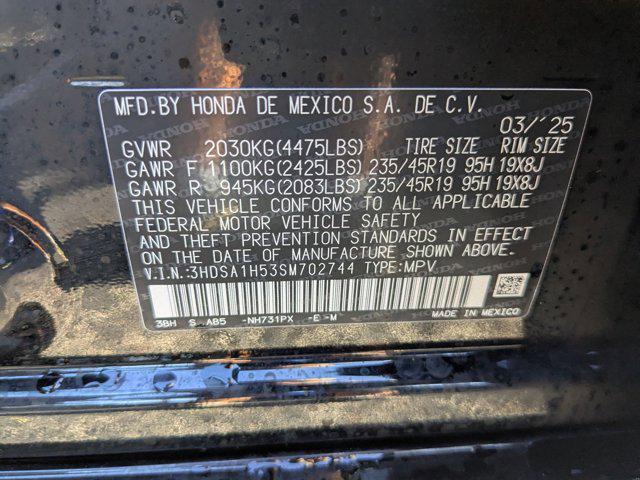 MFD.BY HONDA DE MEXICO S.A. DE C.V.
03/'25
GVWR 2030KG(4475LBS) TIRE SIZE RIM SIZE
GAWR F 1100KG(2425LBS) 235/45R19 95H 19X8J
GAWR R 945KG(2083LBS) 235/45R19 95H 19X8J
THIS VEHICLE CONFORMS TO ALL APPLICABLE
FEDERAL MOTOR VEHICLE SAFETY
AND THEFT PREVENTION STANDARDS IN EFFECT
ON THE DATE OF MANUFACTURE SHOWN ABOVE.
V.I.N.:3HDSA1H53SM702744 TYPE:MPV
3BH S AB5 -NH731PX -E -M
MADE IN MEXICO